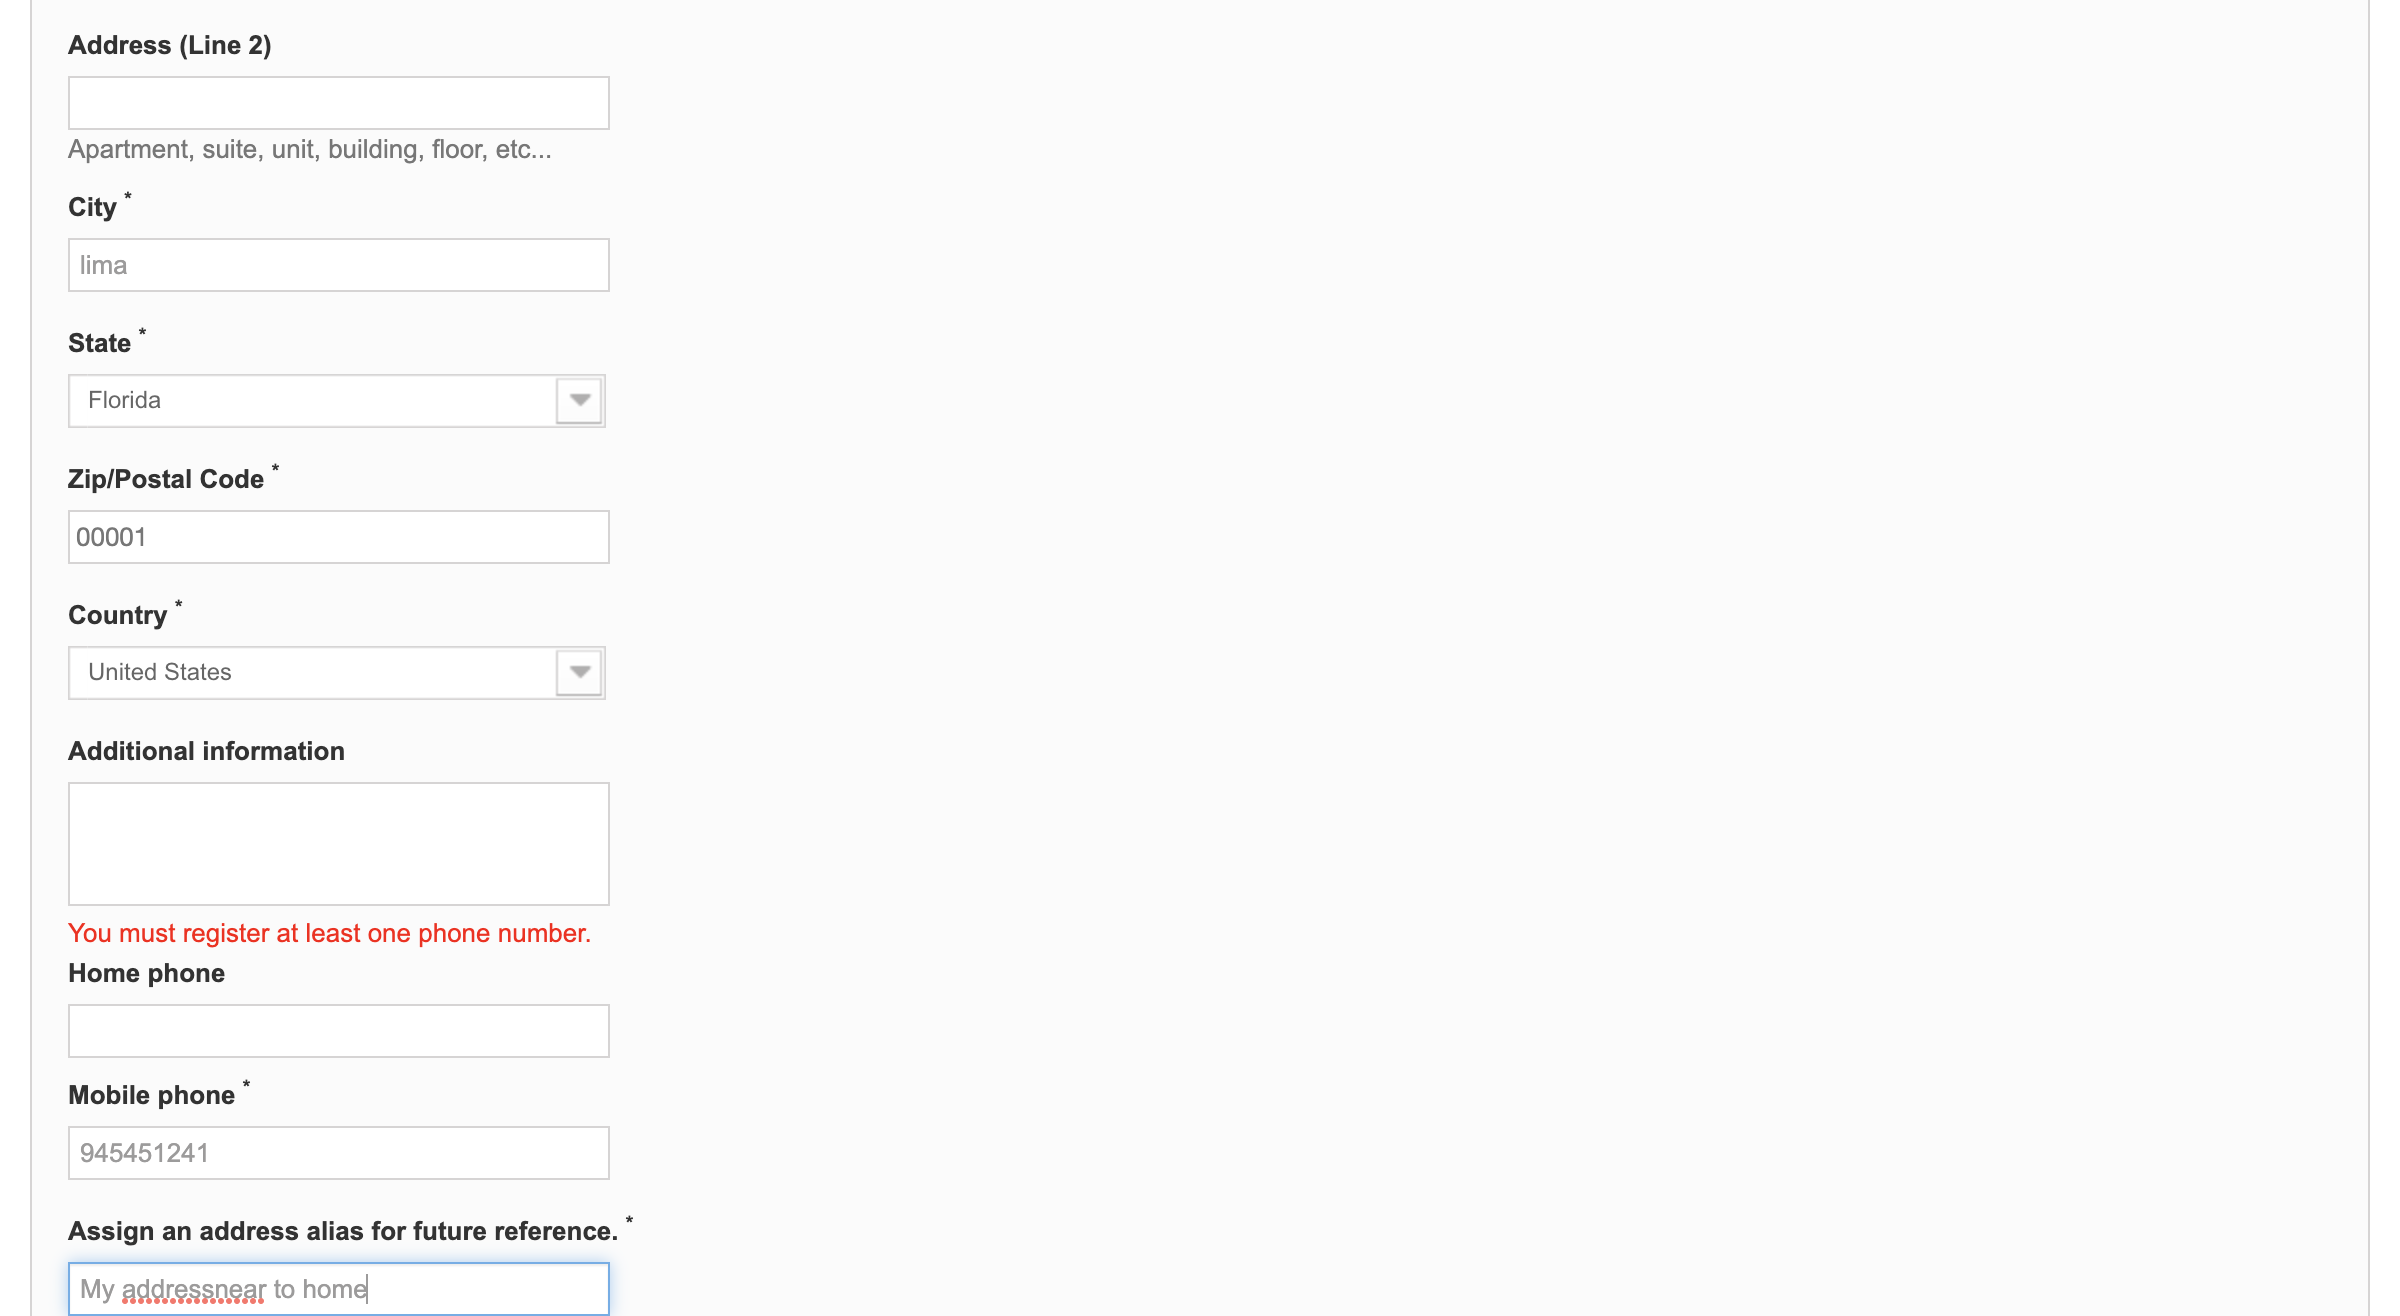 Address (Line 2)
Apartment, suite, unit, building, floor, etc...
City *
lima
State *
Florida
Zip/Postal Code *
00001
Country *
United States
Additional information
You must register at least one phone number.
Home phone
Mobile phone *
945451241
Assign an address alias for future reference. *
My addressnear to home